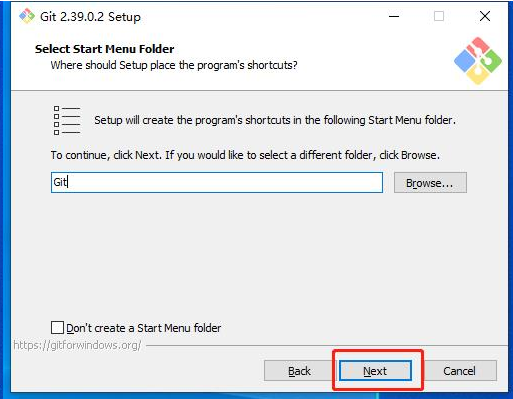 Git 2.39.0.2 Setup
Select Start Menu Folder
Where should Setup place the program's shortcuts?
Setup will create the program's shortcuts in the following Start Menu folder.
To continue, click Next. If you would like to select a different folder, click Browse.
Git
Browse...
Don't create a Start Menu folder
https://gitforwindows.org/
Back Next Cancel